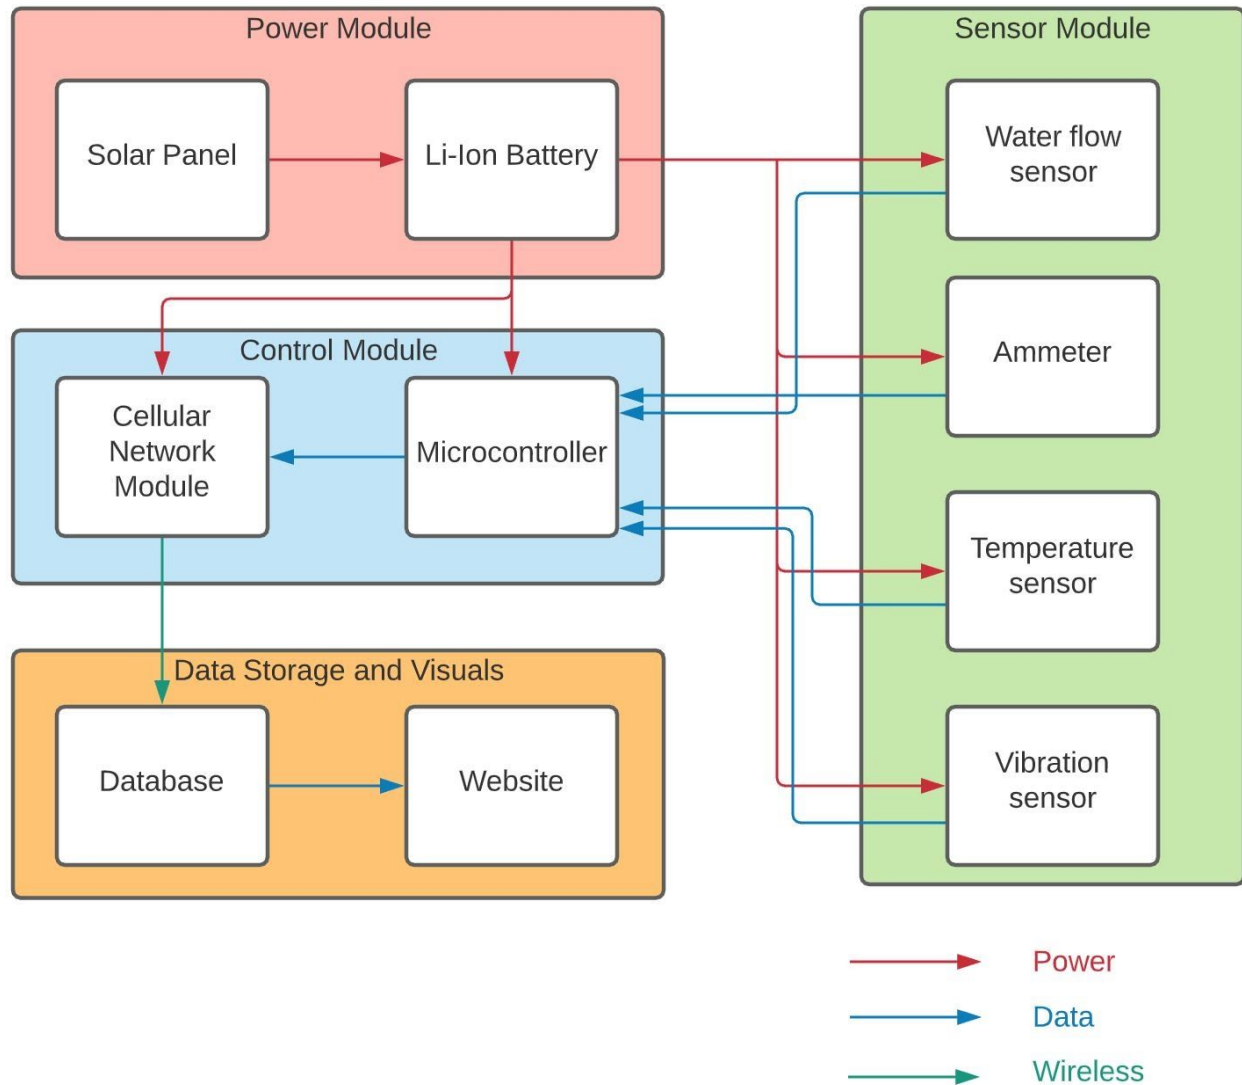 Power Module
Solar Panel
Li-Ion Battery
Control Module
Cellular
Network
Module
Microcontroller
Data Storage and Visuals
Database
Website
Sensor Module
Water flow
sensor
Ammeter
Temperature
sensor
Vibration
sensor
Power
Data
Wireless